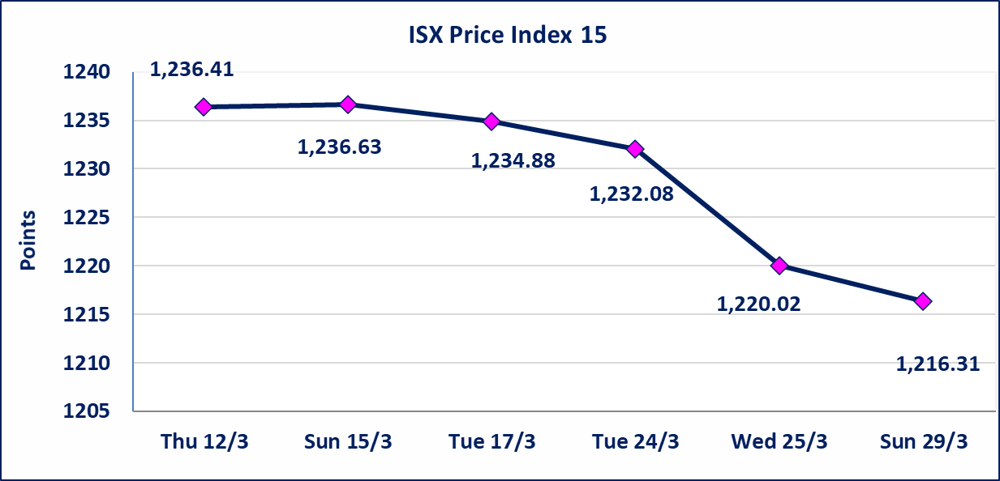 ISX Price Index 15
Points
1240
1235
1230
1225
1220
1215
1210
1205
1,236.41
1,236.63
1,234.88
1,232.08
1,220.02
1,216.31
Thu 12/3
Sun 15/3
Tue 17/3
Tue 24/3
Wed 25/3
Sun 29/3